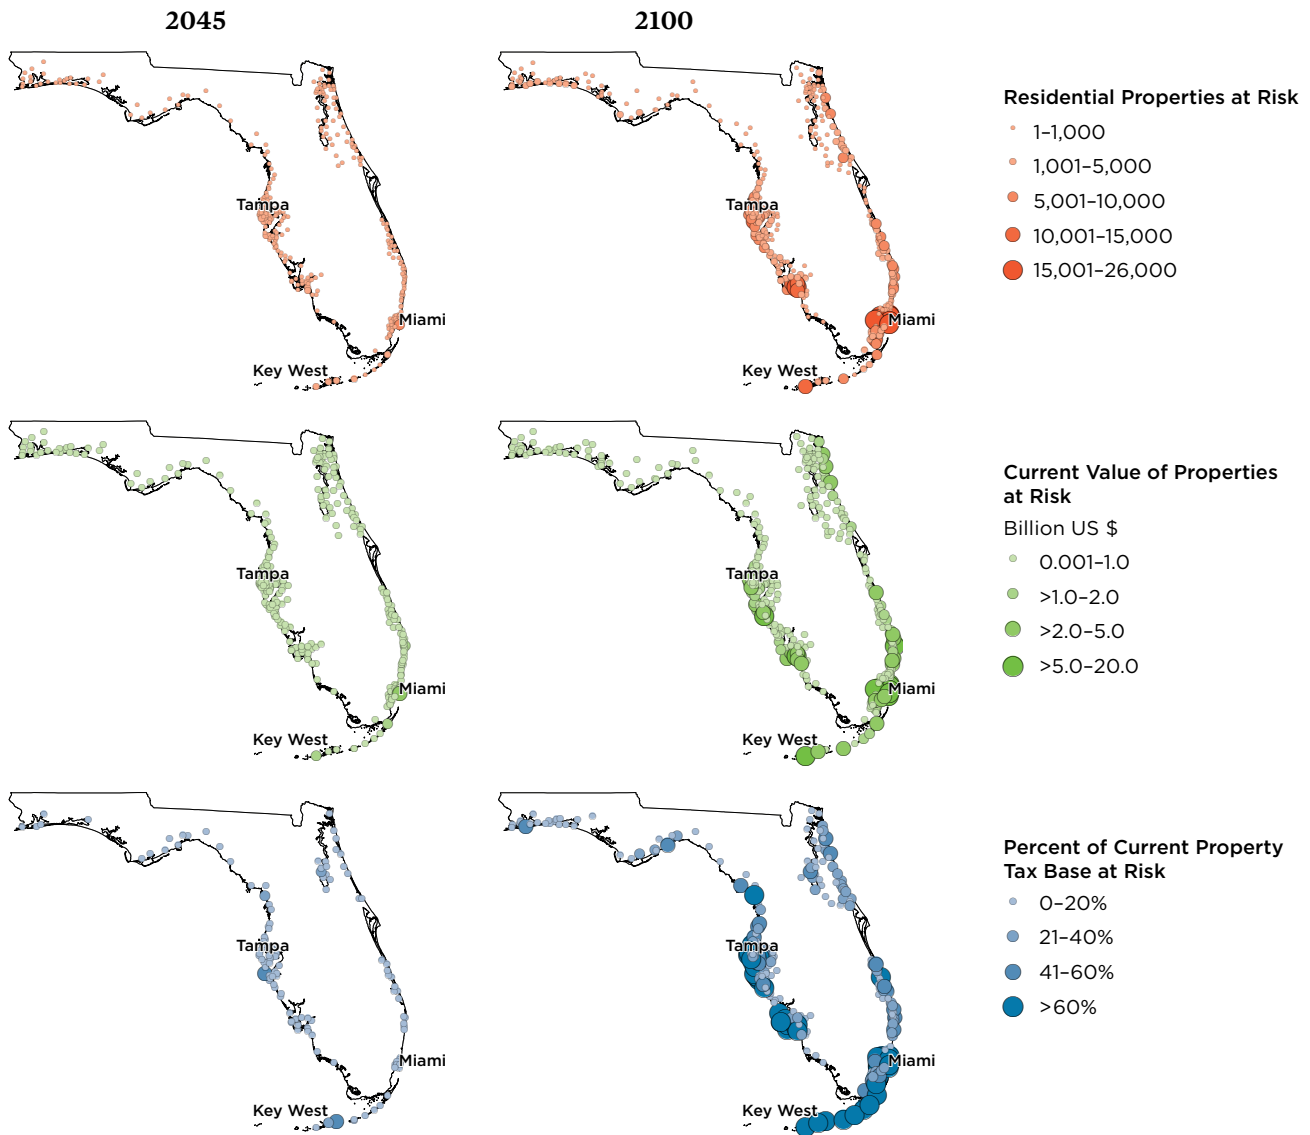 2045
2100
Tampa
Miami
Key West
Tampa
Miami
Key West
Residential Properties at Risk
1–1,000
1,001–5,000
5,001–10,000
10,001–15,000
15,001–26,000
Tampa
Miami
Key West
Tampa
Miami
Key West
Current Value of Properties
at Risk
Billion US $
0.001–1.0
>1.0–2.0
>2.0–5.0
>5.0–20.0
Tampa
Miami
Key West
Tampa
Miami
Key West
Percent of Current Property
Tax Base at Risk
0–20%
21–40%
41–60%
>60%